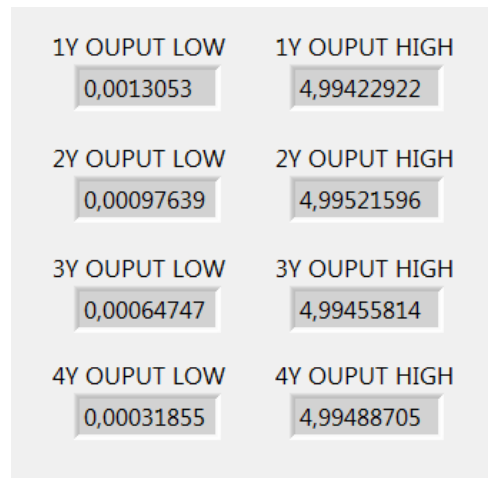 1Y OUPUT LOW 1Y OUPUT HIGH
0,0013053 4,99422922
2Y OUPUT LOW 2Y OUPUT HIGH
0,00097639 4,99521596
3Y OUPUT LOW 3Y OUPUT HIGH
0,00064747 4,99455814
4Y OUPUT LOW 4Y OUPUT HIGH
0,00031855 4,99488705